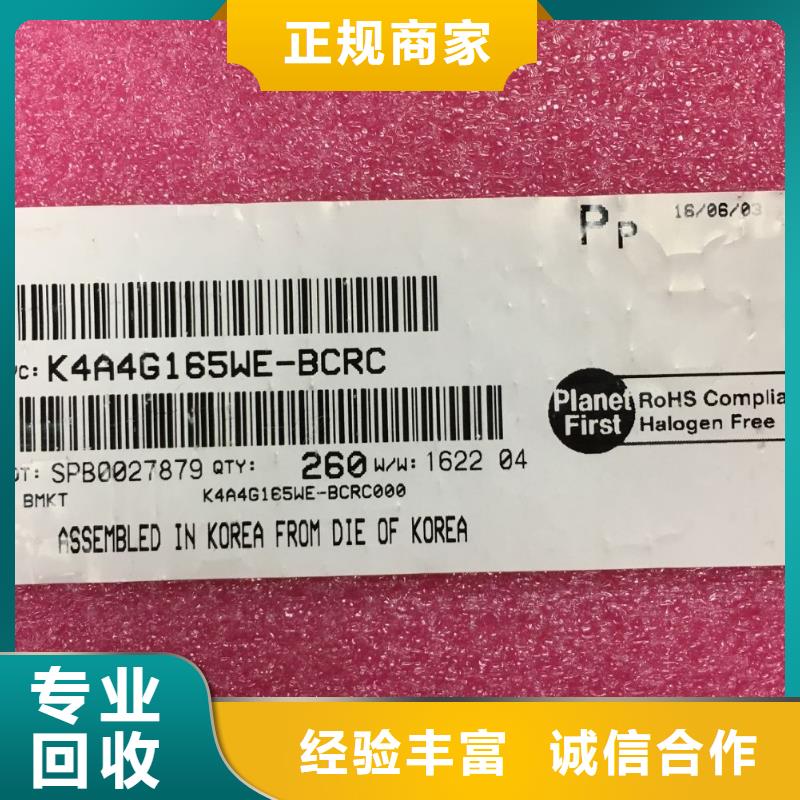 正规商家
Pp 16/06/03
/C: K4A4G165WE-BCRC
Planet First
RoHS Complia
Halogen Free
OT: SPB0027879 QTY: 260 W/W: 1622 04
BMKT K4A4G165WE-BCRC000
ASSEMBLED IN KOREA FROM DIE OF KOREA
专业
回收
经验丰富 诚信合作